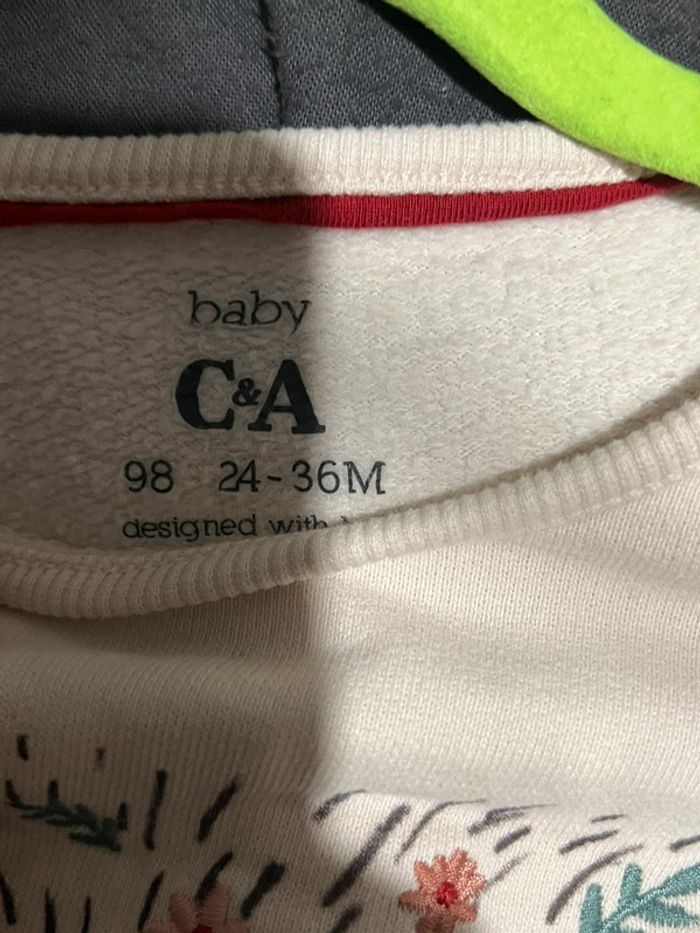 baby
C&A
98 24-36M
designed with